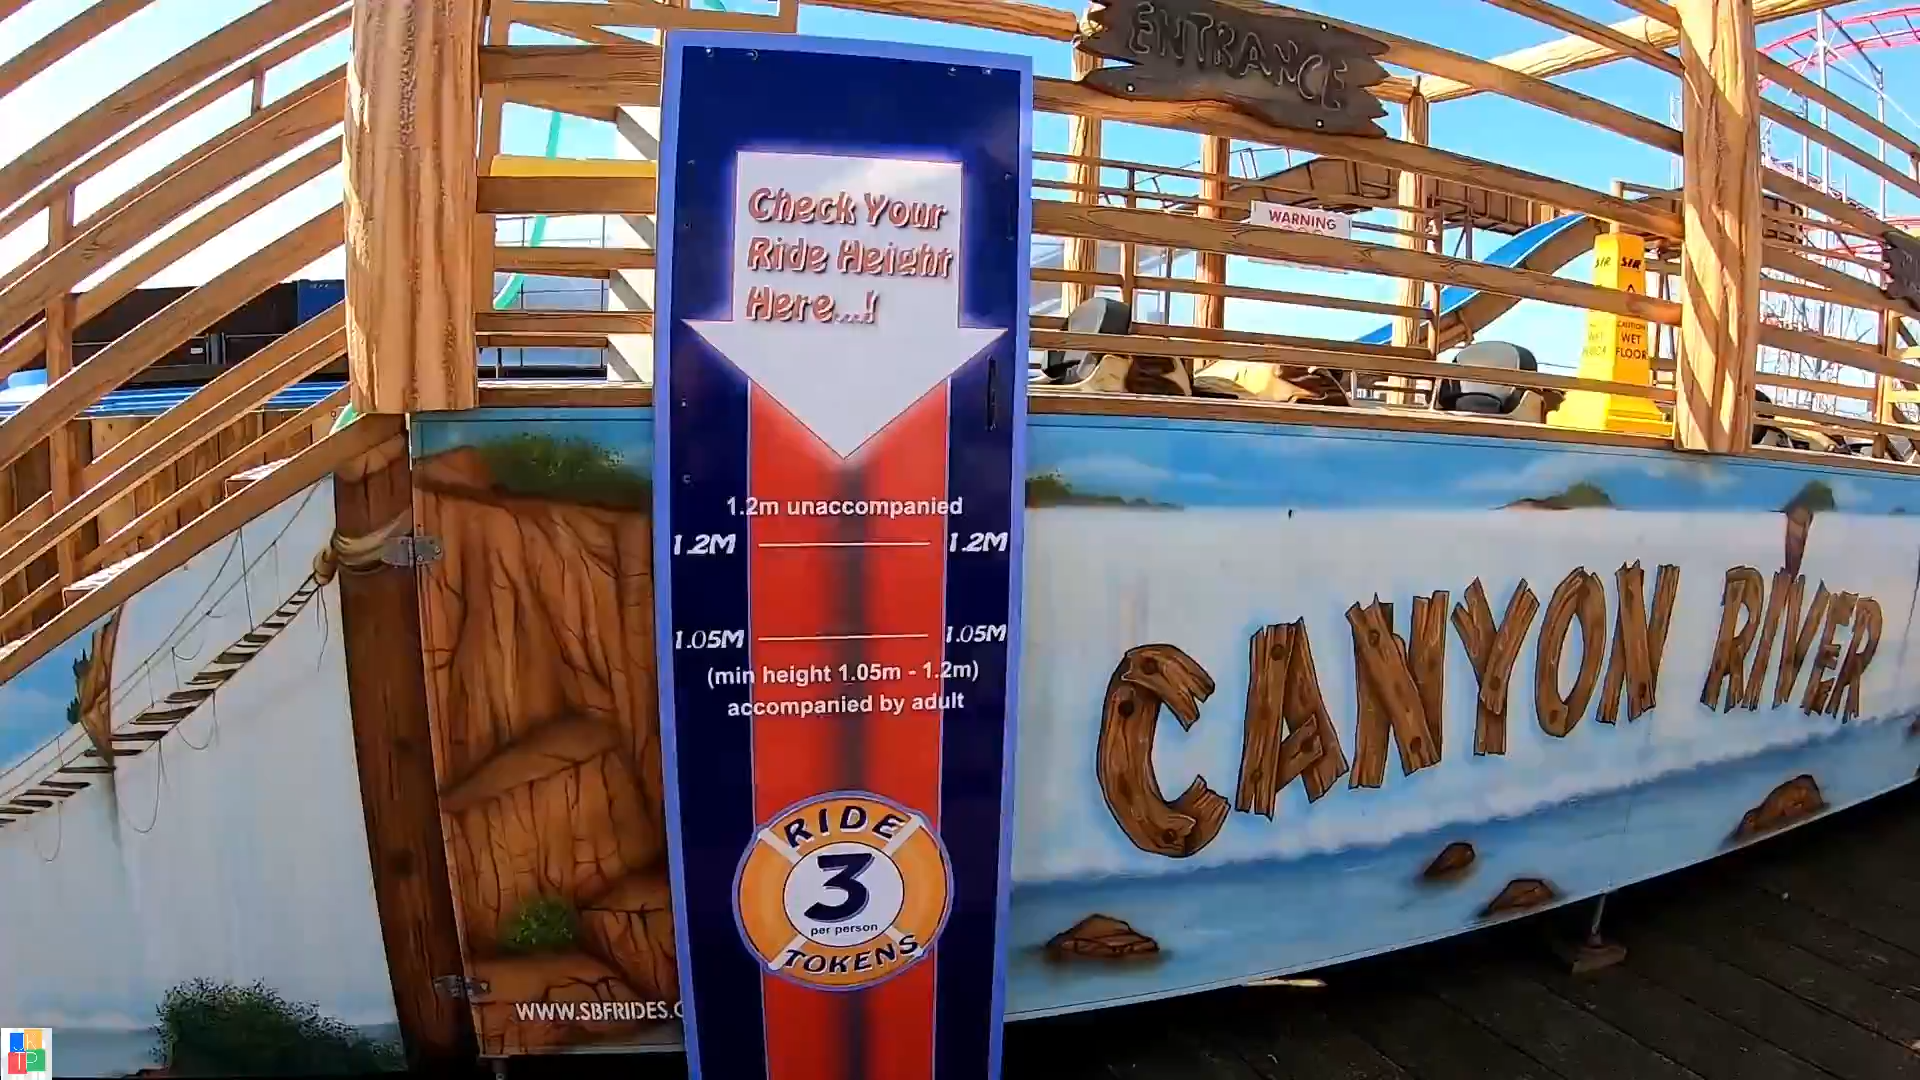 ENTRANCE
Check Your
Ride Height
Here...!
WARNING
CAUTION
WET
FLOOR
1.2m unaccompanied
1.2M 1.2M
1.05M 1.05M
(min height 1.05m - 1.2m)
accompanied by adult
CANYON RIVER
RIDE
3
per person
TOKENS
WWW.SBFRIDES.C
JK
TP